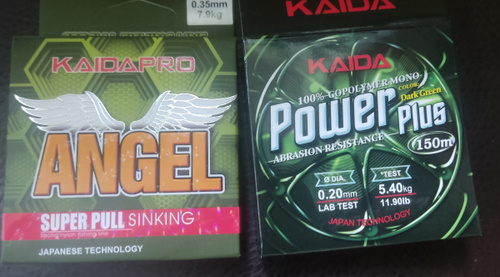 0.35mm
7.9kg
KAIDAPRO
ANGEL
SUPER PULL SINKING
JAPANESE TECHNOLOGY
KAIDA
KAIDA
100% COPOLYMER MONO
COLOR
Dark Green
Power Plus
150m
ABRASION RESISTANCE
Ø DIA.
0.20mm
LAB TEST
*TEST
5.40kg
11.90lb
JAPAN TECHNOLOGY